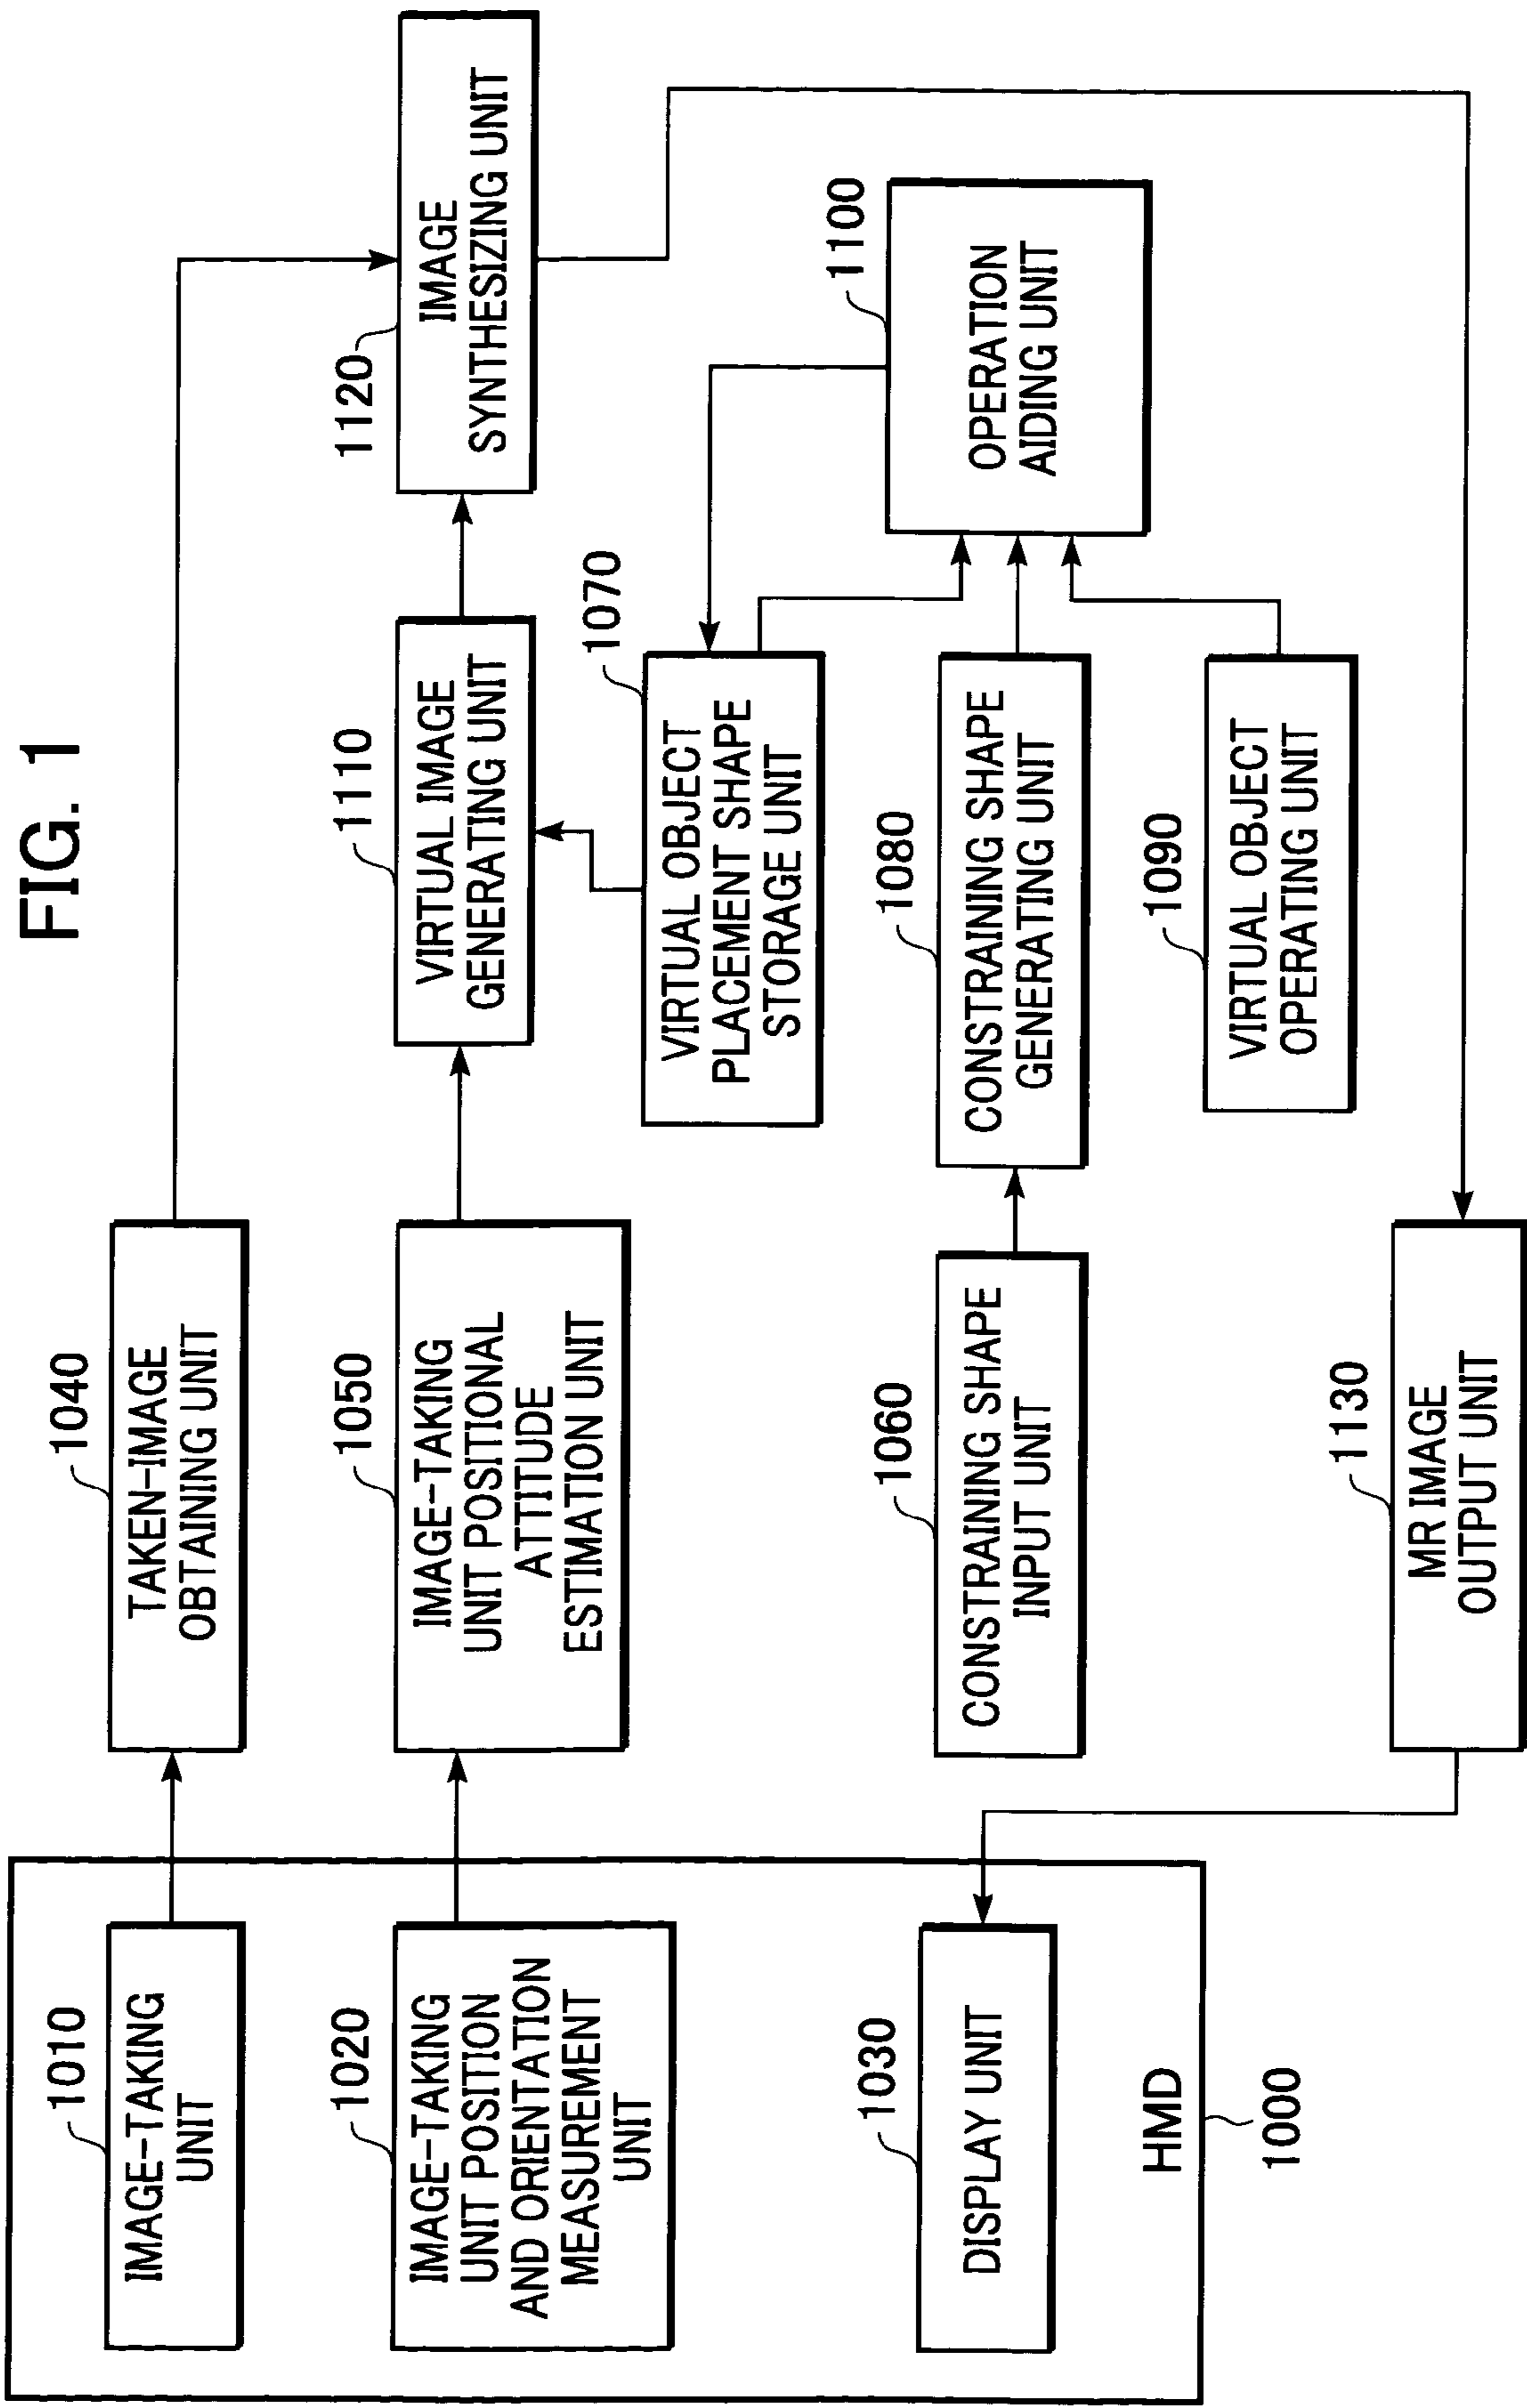 FIG. 1
1010
IMAGE-TAKING
UNIT
1020
IMAGE-TAKING
UNIT POSITION
AND ORIENTATION
MEASUREMENT
UNIT
1030
DISPLAY UNIT
HMD
1000
1040
TAKEN-IMAGE
OBTAINING UNIT
1050
IMAGE-TAKING
UNIT POSITIONAL
ATTITUDE
ESTIMATION UNIT
1060
CONSTRAINING SHAPE
INPUT UNIT
1130
MR IMAGE
OUTPUT UNIT
1110
VIRTUAL IMAGE
GENERATING UNIT
1070
VIRTUAL OBJECT
PLACEMENT SHAPE
STORAGE UNIT
1080
CONSTRAINING SHAPE
GENERATING UNIT
1090
VIRTUAL OBJECT
OPERATING UNIT
1120
IMAGE
SYNTHESIZING UNIT
1100
OPERATION
AIDING UNIT